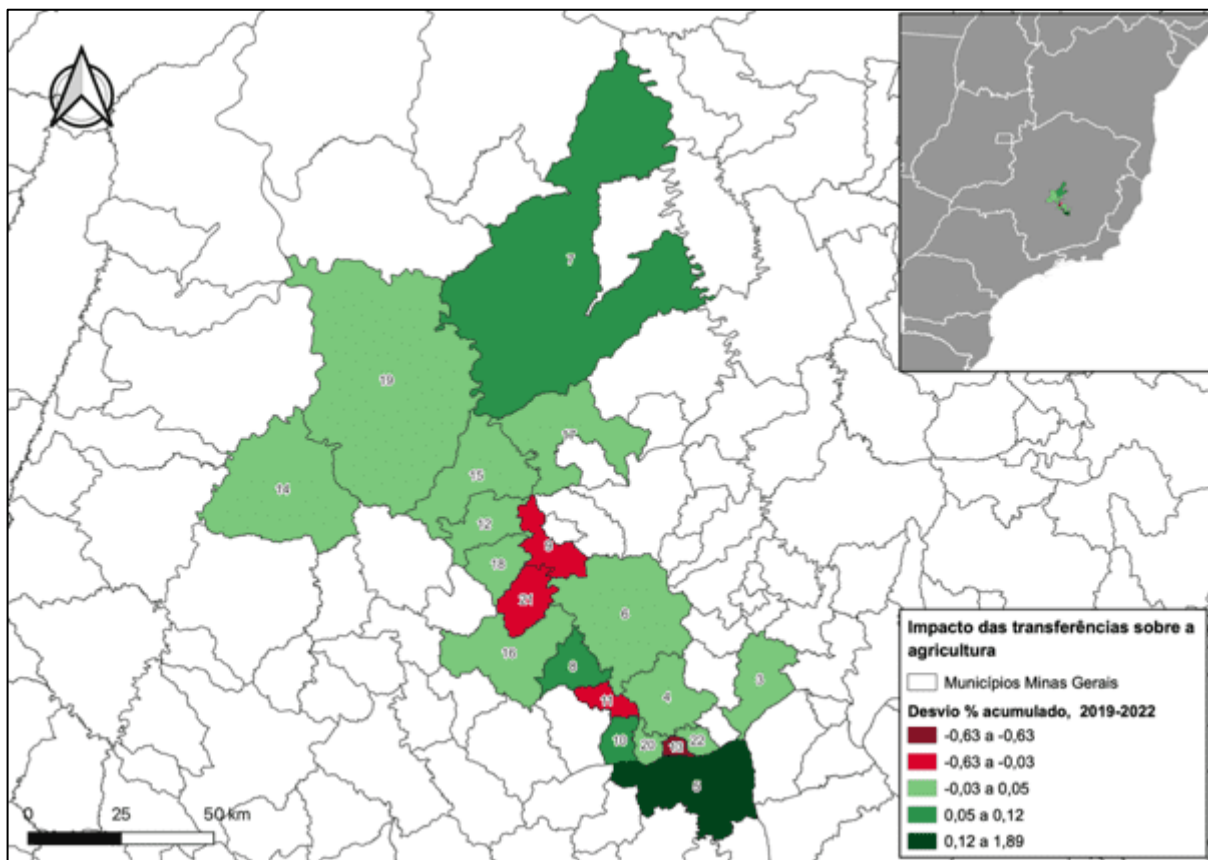 7
19
14
15
12
9
18
21
6
16
8
11
4
3
10
20
13
22
5
0
25
50 km
Impacto das transferências sobre a
agricultura
Municípios Minas Gerais
Desvio % acumulado, 2019-2022
-0,63 a -0,63
-0,63 a -0,03
-0,03 a 0,05
0,05 a 0,12
0,12 a 1,89